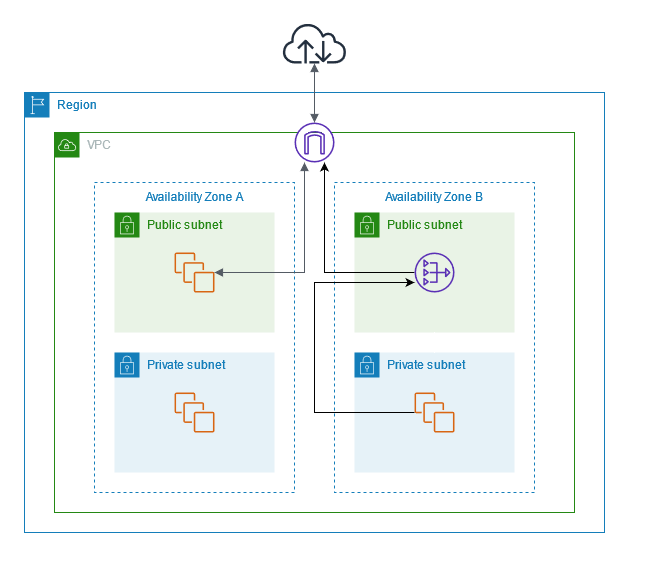 Region
VPC
Availability Zone A
Availability Zone B
Public subnet
Public subnet
Private subnet
Private subnet